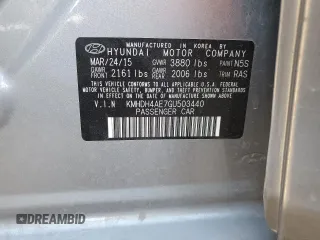 MANUFACTURED IN KOREA BY
HYUNDAI MOTOR COMPANY
MAR/24/15 GVWR 3880 lbs PAINT N5S
GAWR FRONT 2161 lbs GAWR REAR 2006 lbs TRIM RAS
THIS VEHICLE CONFORMS TO ALL APPLICABLE
FEDERAL MOTOR VEHICLE
SAFETY, BUMPER, AND THEFT PREVENTION
STANDARDS IN EFFECT ON THE DATE OF
MANUFACTURE SHOWN ABOVE.
V.I.N KMHDH4AE7GU503440
PASSENGER CAR
DREAMBID